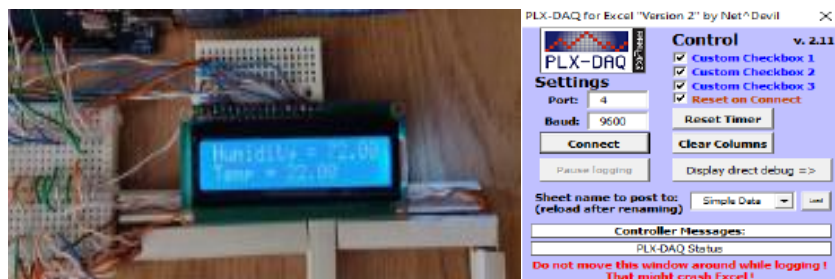 Humidity = 72.00
Temp = 22.00
PLX-DAQ for Excel "Version 2" by Net^Devil
PLX-DAQ
Control v. 2.11
Custom Checkbox 1
Custom Checkbox 2
Custom Checkbox 3
Reset on Connect
Settings
Port: 4
Baud: 9600
Reset Timer
Connect
Clear Columns
Pause logging
Display direct debug =>
Sheet name to post to:
(reload after renaming)
Simple Data
Load
Controller Messages:
PLX-DAQ Status
Do not move this window around while logging !
That might crash Excel !